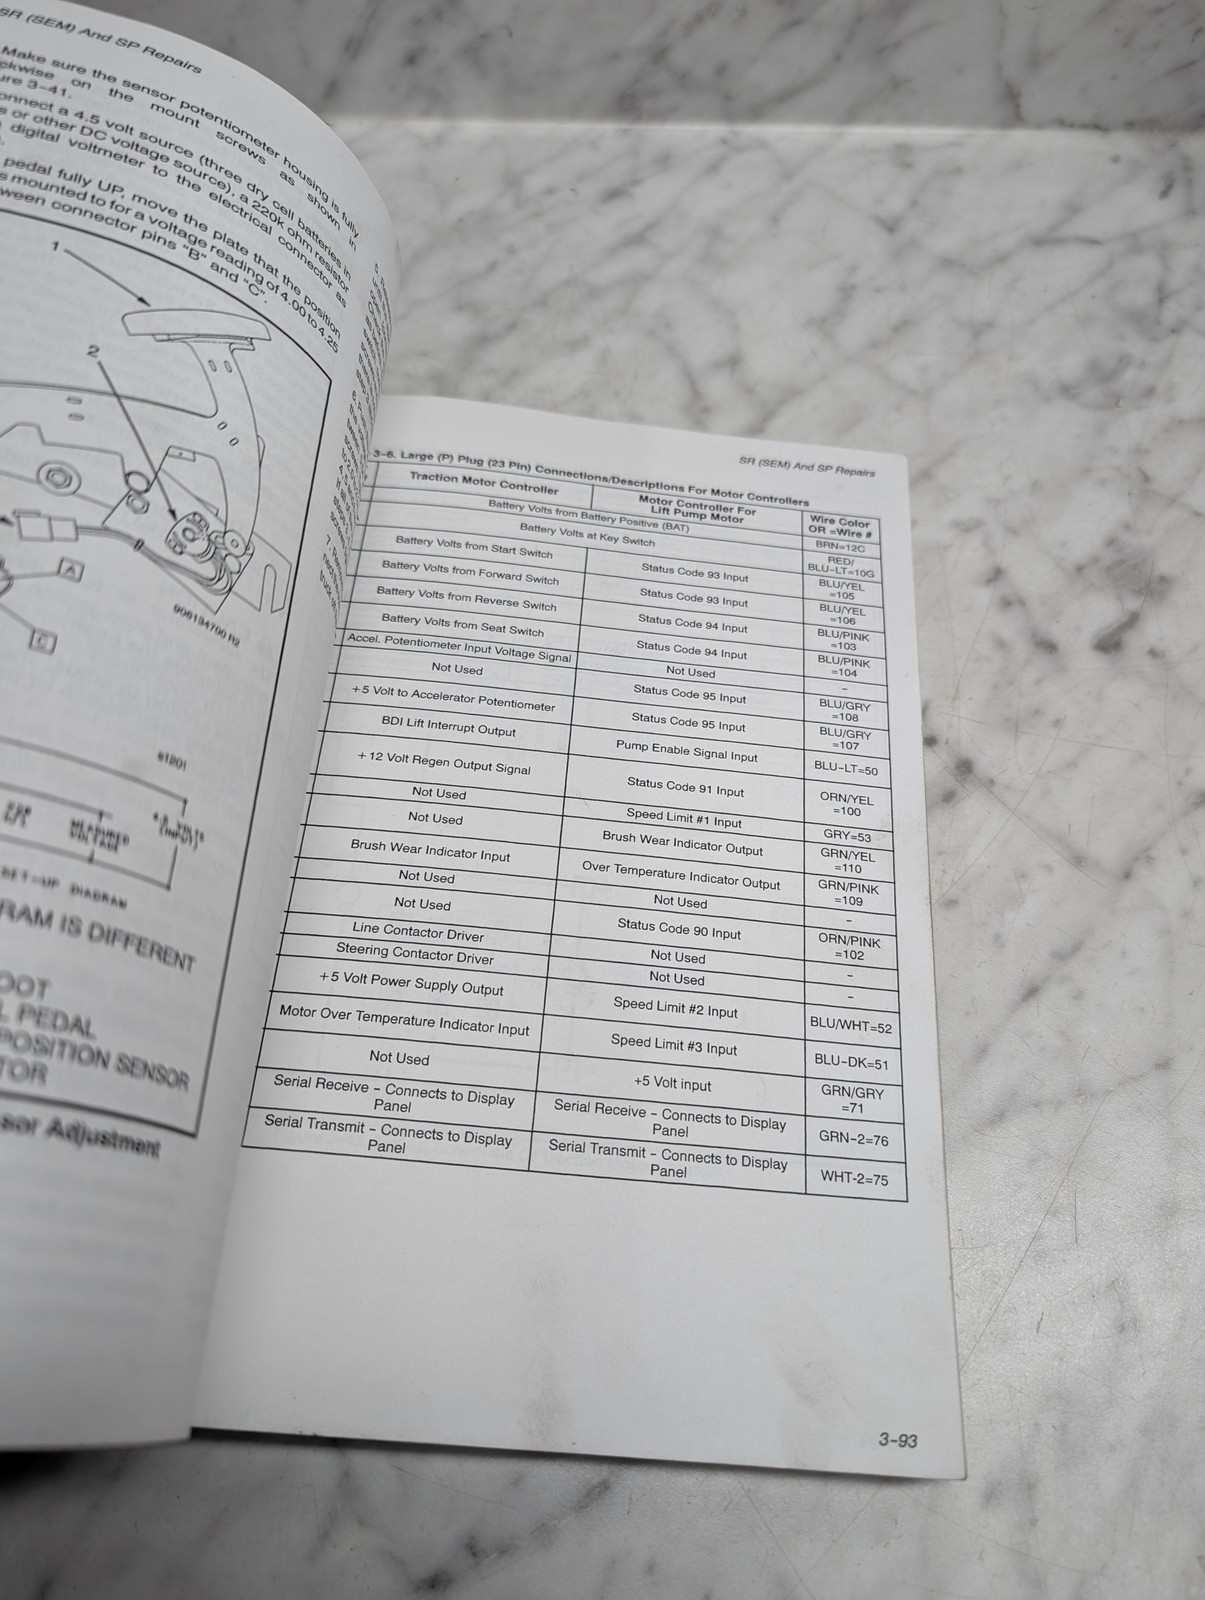 SR (SEM) And SP Repairs
Make sure the sensor potentiometer housing is fully
on the mount screws as shown in
3-41.
a 4.5 volt source (three dry cell batteries in
or other DC voltage source), a 220k ohm resistor
digital voltmeter to the electrical connector as
pedal fully UP, move the plate that the position
mounted to for a voltage reading of 4.00 to 4.25
connector pins "B" and "C".
1
2
A
C
906194700 R2
61201
SET-UP DIAGRAM
IS DIFFERENT
PEDAL
POSITION SENSOR
Adjustment
5.
6.
7.
SR (SEM) And SP Repairs
3-6. Large (P) Plug (23 Pin) Connections/Descriptions For Motor Controllers
Traction Motor Controller
Motor Controller For
Lift Pump Motor
Wire Color
OR =Wire #
Battery Volts from Battery Positive (BAT)
BRN=12C
Battery Volts at Key Switch
RED/
BLU-LT=10G
Battery Volts from Start Switch
Status Code 93 Input
BLU/YEL
=105
Battery Volts from Forward Switch
Status Code 93 Input
BLU/YEL
=106
Battery Volts from Reverse Switch
Status Code 94 Input
BLU/PINK
=103
Battery Volts from Seat Switch
Status Code 94 Input
BLU/PINK
=104
Accel. Potentiometer Input Voltage Signal
Not Used
-
Not Used
Status Code 95 Input
BLU/GRY
=108
+5 Volt to Accelerator Potentiometer
Status Code 95 Input
BLU/GRY
=107
BDI Lift Interrupt Output
Pump Enable Signal Input
BLU-LT=50
+12 Volt Regen Output Signal
Status Code 91 Input
ORN/YEL
=100
Not Used
Speed Limit #1 Input
GRY=53
Not Used
Brush Wear Indicator Output
GRN/YEL
=110
Brush Wear Indicator Input
Over Temperature Indicator Output
GRN/PINK
=109
Not Used
Not Used
-
Not Used
Status Code 90 Input
ORN/PINK
=102
Line Contactor Driver
Not Used
-
Steering Contactor Driver
Not Used
-
+5 Volt Power Supply Output
Speed Limit #2 Input
BLU/WHT=52
Motor Over Temperature Indicator Input
Speed Limit #3 Input
BLU-DK=51
Not Used
+5 Volt input
GRN/GRY
=71
Serial Receive - Connects to Display
Panel
Serial Receive - Connects to Display
Panel
GRN-2=76
Serial Transmit - Connects to Display
Panel
Serial Transmit - Connects to Display
Panel
WHT-2=75
3-93